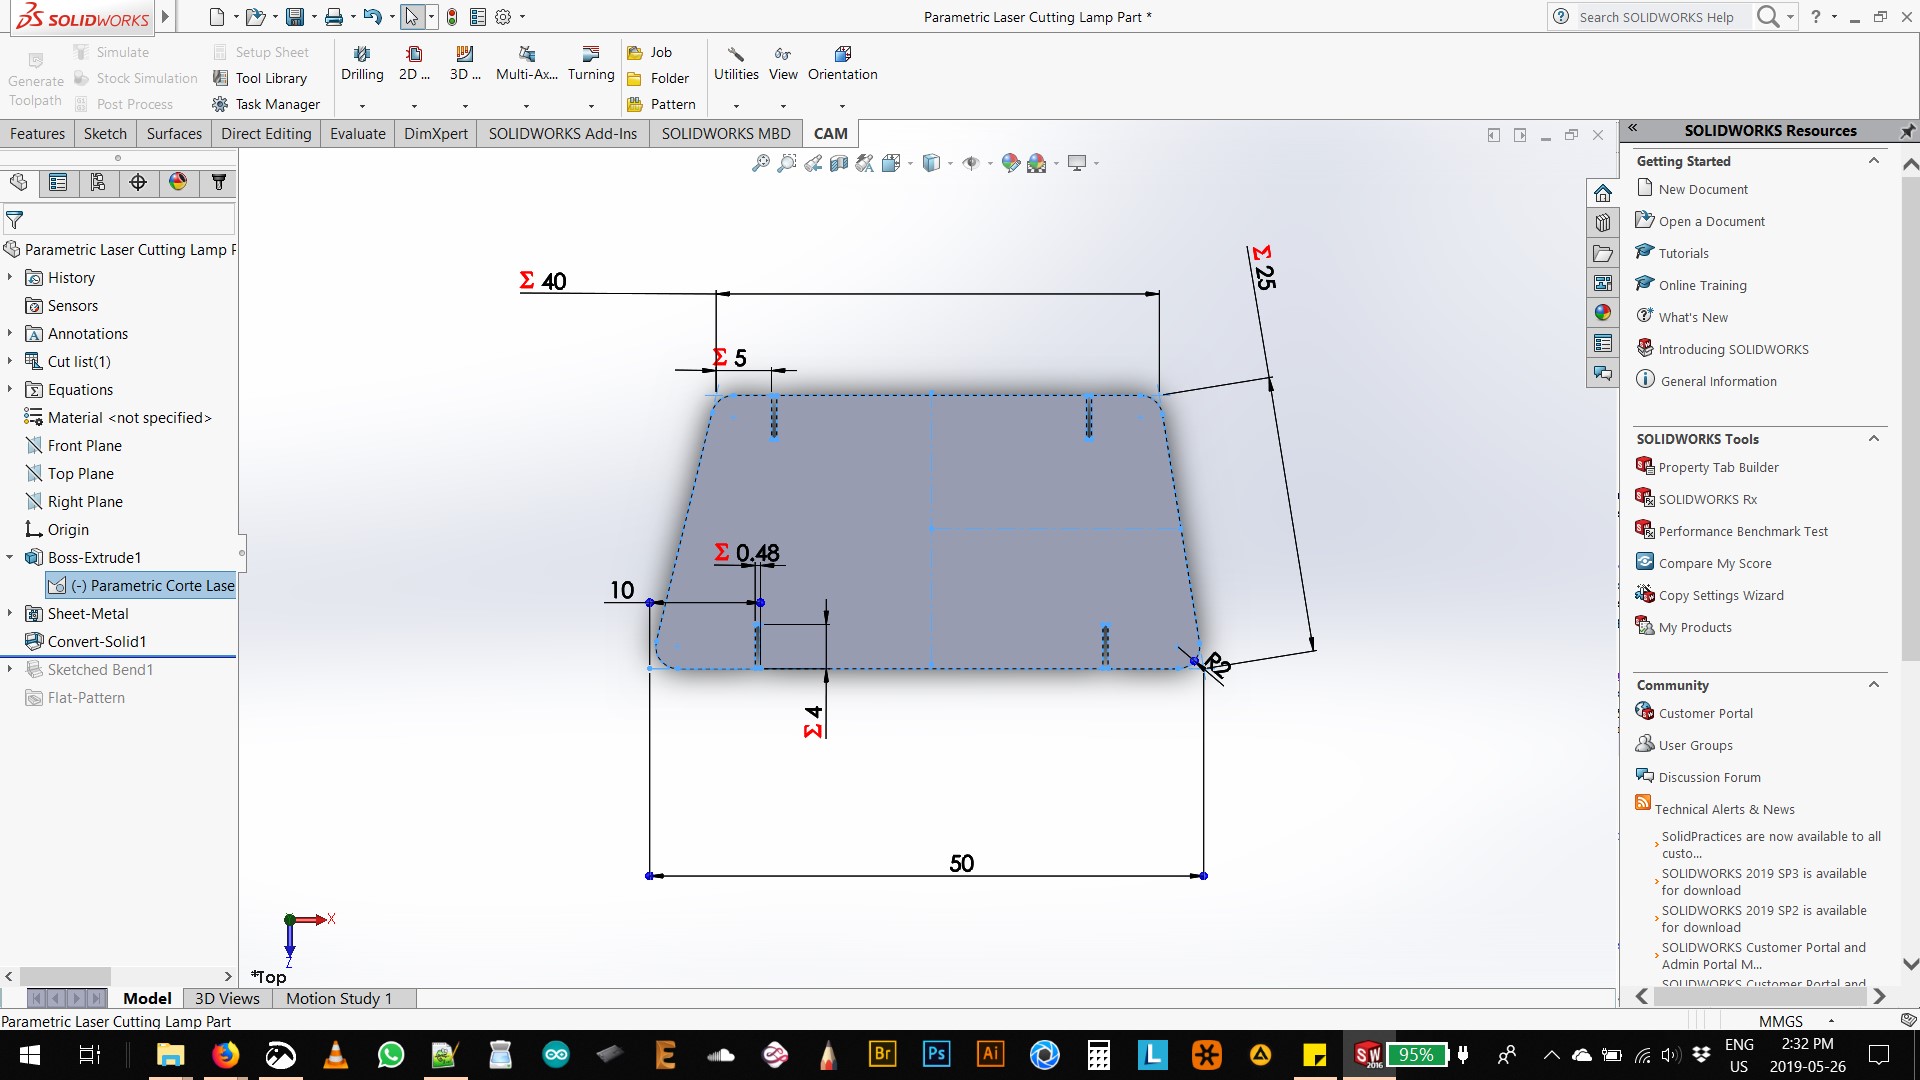 SOLIDWORKS
Parametric Laser Cutting Lamp Part *
Search SOLIDWORKS Help
?
Generate
Toolpath
Simulate
Stock Simulation
Post Process
Setup Sheet
Tool Library
Task Manager
Drilling
2D ...
3D ...
Multi-Ax...
Turning
Job
Folder
Pattern
Utilities
View
Orientation
Features
Sketch
Surfaces
Direct Editing
Evaluate
DimXpert
SOLIDWORKS Add-Ins
SOLIDWORKS MBD
CAM
Parametric Laser Cutting Lamp P
History
Sensors
Annotations
Cut list(1)
Equations
Material <not specified>
Front Plane
Top Plane
Right Plane
Origin
Boss-Extrude1
(-) Parametric Corte Lase
Sheet-Metal
Convert-Solid1
Sketched Bend1
Flat-Pattern
Σ 40
Σ 25
Σ 5
Σ 0.48
10
R2
Σ 4
50
X
Z
*Top
SOLIDWORKS Resources
Getting Started
New Document
Open a Document
Tutorials
Online Training
What's New
Introducing SOLIDWORKS
General Information
SOLIDWORKS Tools
Property Tab Builder
SOLIDWORKS Rx
Performance Benchmark Test
Compare My Score
Copy Settings Wizard
My Products
Community
Customer Portal
User Groups
Discussion Forum
Technical Alerts & News
SolidPractices are now available to all
custo...
SOLIDWORKS 2019 SP3 is available
for download
SOLIDWORKS 2019 SP2 is available
for download
SOLIDWORKS Customer Portal and
Admin Portal M...
SOLIDWORKS Customer Portal and
Model
3D Views
Motion Study 1
Parametric Laser Cutting Lamp Part
MMGS
Br
Ps
Ai
L
SW
2016
95%
ENG
US
2:32 PM
2019-05-26